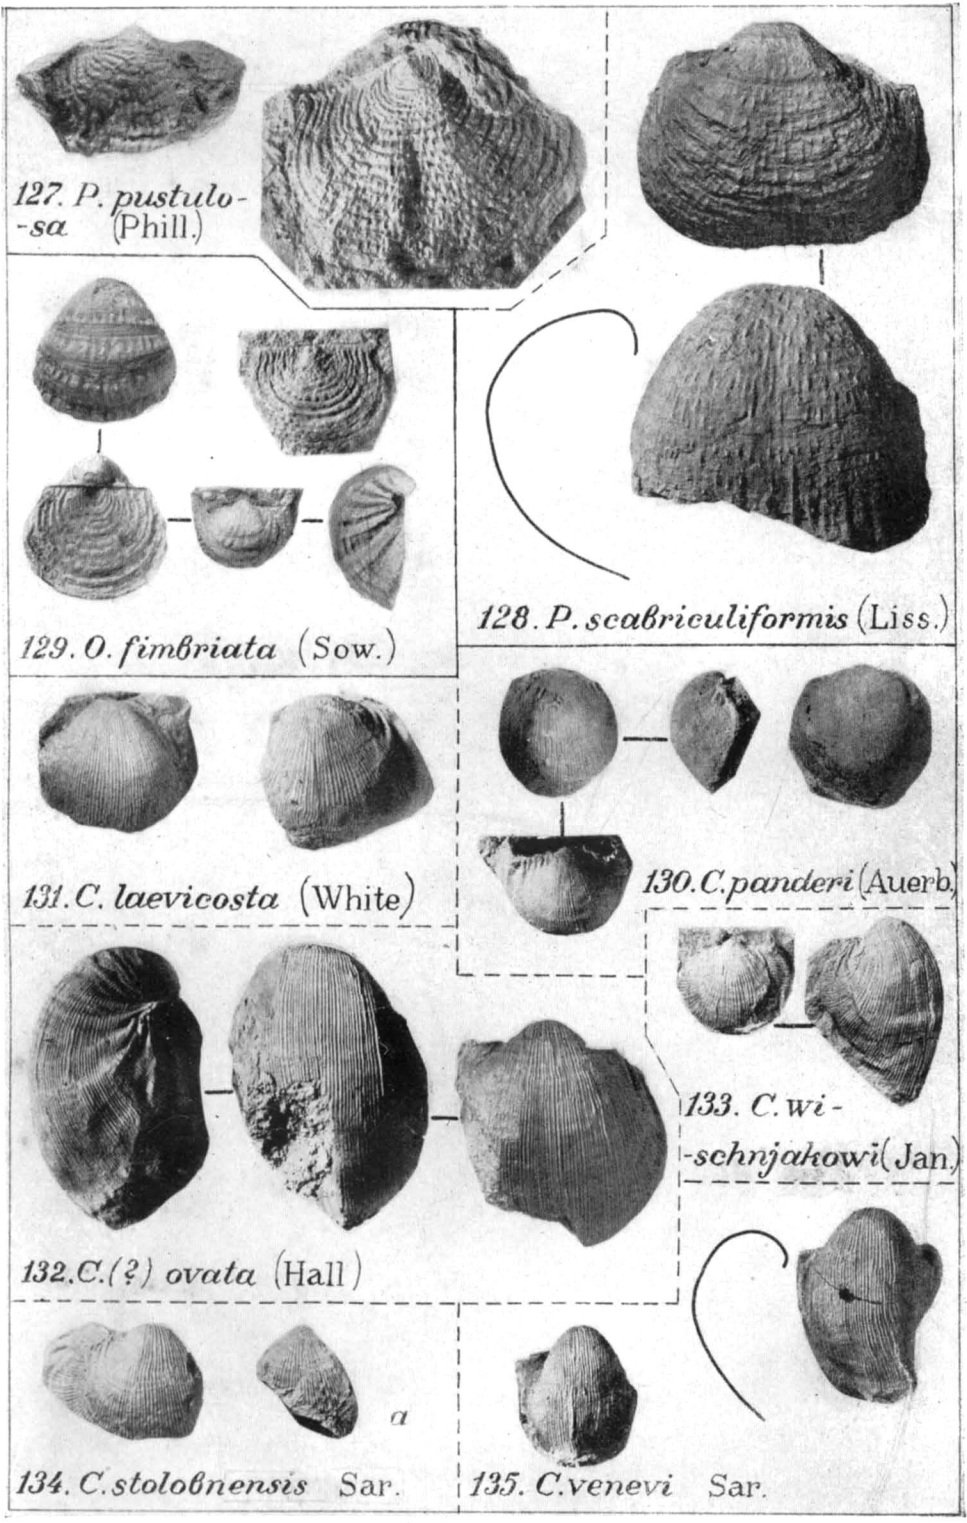 127. P. pustulo-
-sa (Phill.)
128. P. scabriculiformis (Liss.)
129. O. fimbriata (Sow.)
130. C. panderi (Auerb.)
131. C. laevicosta (White)
133. C. wi-
-schnjakowi (Jan.)
132. C. (?) ovata (Hall)
a
134. C. stolobnensis Sar.
135. C. venevi Sar.